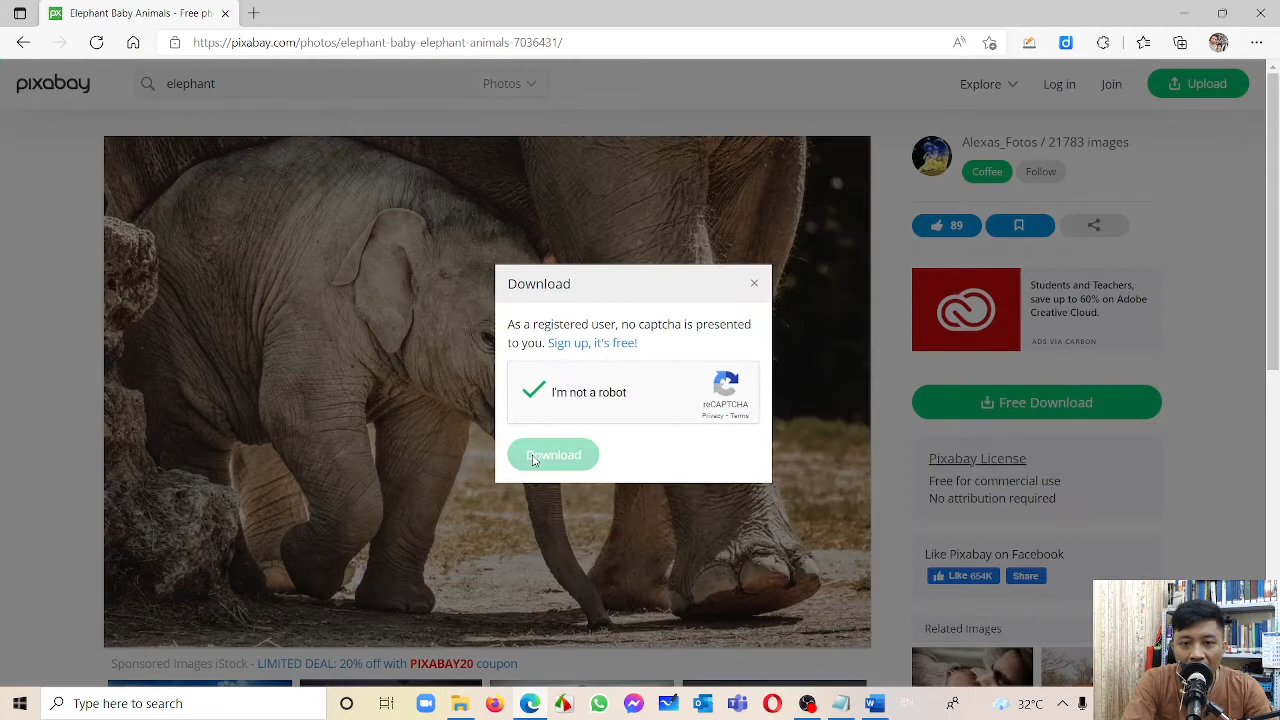 Elephant Baby Animals - Free ph
https://pixabay.com/photos/elephant-baby-elephant-animals-7036431/
pixabay
elephant
Photos
Explore
Log in
Join
Upload
Alexas_Fotos / 21783 images
Coffee
Follow
89
Students and Teachers,
save up to 60% on Adobe
Creative Cloud.
ADS VIA CARBON
Download
As a registered user, no captcha is presented
to you. Sign up, it's free!
I'm not a robot
reCAPTCHA
Privacy - Terms
Download
Free Download
Pixabay License
Free for commercial use
No attribution required
Like Pixabay on Facebook
Like 654K
Share
Related Images
Sponsored Images iStock - LIMITED DEAL: 20% off with PIXABAY20 coupon
Type here to search
32°C